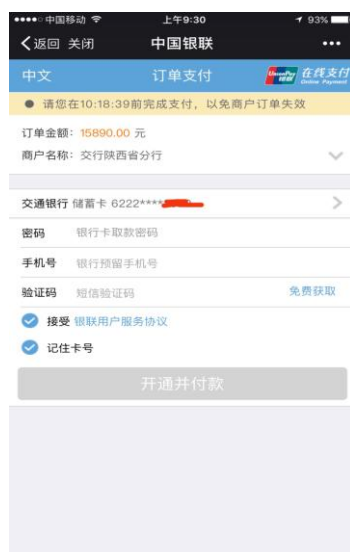 中国移动 上午9:30 93%
返回 关闭 中国银联
中文 订单支付 UnionPay 银联 在线支付 Online Payment
请您在10:18:39前完成支付，以免商户订单失效
订单金额：15890.00 元
商户名称：交行陕西省分行
交通银行 储蓄卡 6222****
密码 银行卡取款密码
手机号 银行预留手机号
验证码 短信验证码 免费获取
接受 银联用户服务协议
记住卡号
开通并付款